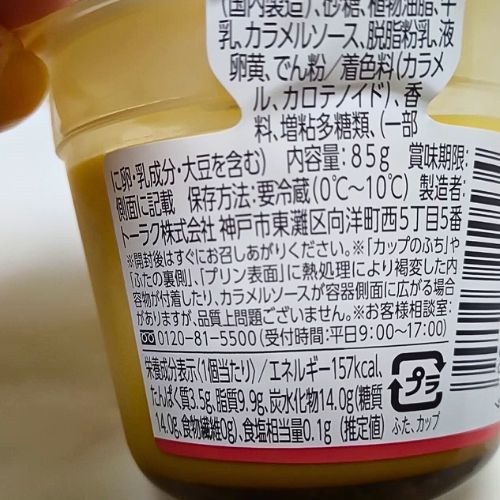 (国内製造)、砂糖、植物油脂、牛
乳、カラメルソース、脱脂粉乳、液
卵黄、でん粉／着色料(カラメ
ル、カロテノイド)、香
料、増粘多糖類、(一部
に卵・乳成分・大豆を含む) 内容量:85g 賞味期限:
側面に記載 保存方法:要冷蔵(0℃〜10℃) 製造者:
トーラク株式会社 神戸市東灘区向洋町西5丁目5番
※開封後はすぐにお召しあがりください。※「カップのふち」や
「ふたの裏側」、「プリン表面」に熱処理により褐変した内
容物が付着したり、カラメルソースが容器側面に広がる場合
がありますが、品質上問題ございません。※お客様相談室:
0120-81-5500(受付時間:平日9:00〜17:00)
栄養成分表示(1個当たり)／エネルギー157kcal、
たんぱく質3.5g、脂質9.9g、炭水化物14.0g(糖質
14.0g、食物繊維0g)、食塩相当量0.1g (推定値)
プラ
ふた、カップ